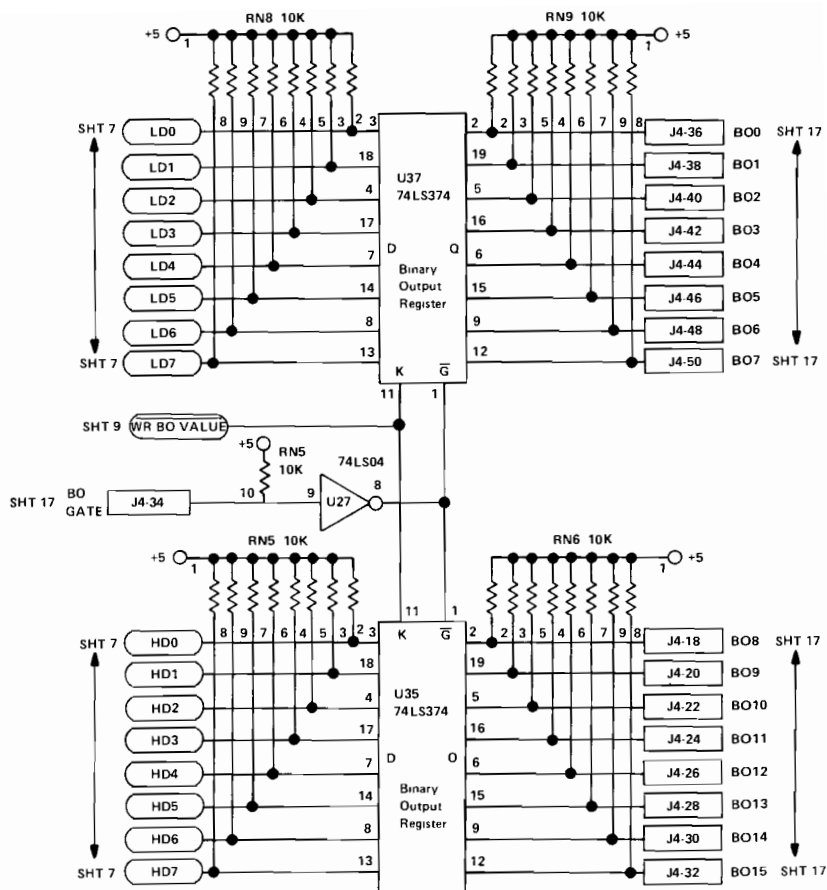 RN8 10K RN9 10K
+5 1 1 +5
SHT 7 LD0 8 9 7 6 4 5 3 2 3 2 2 3 5 4 6 7 9 8 J4-36 BO0 SHT 17
LD1 18 19 J4-38 BO1
U37
74LS374
LD2 4 5 J4-40 BO2
LD3 17 16 J4-42 BO3
D Q
LD4 7 6 J4-44 BO4
Binary
Output
Register
LD5 14 15 J4-46 BO5
LD6 8 9 J4-48 BO6
SHT 7 LD7 13 12 J4-50 BO7 SHT 17
K G
11 1
SHT 9 WR BO VALUE
+5 RN5
10K
74LS04
SHT 17 BO
GATE J4-34 10 9 U27 8
RN5 10K RN6 10K
+5 1 1 +5
11 1
K G
SHT 7 HD0 8 9 7 6 4 5 3 2 3 2 2 3 5 4 6 7 9 8 J4-18 BO8 SHT 17
HD1 18 19 J4-20 BO9
U35
74LS374
HD2 4 5 J4-22 BO10
HD3 17 16 J4-24 BO11
D O
HD4 7 6 J4-26 BO12
Binary
Output
Register
HD5 14 15 J4-28 BO13
HD6 8 9 J4-30 BO14
SHT 7 HD7 13 12 J4-32 BO15 SHT 17